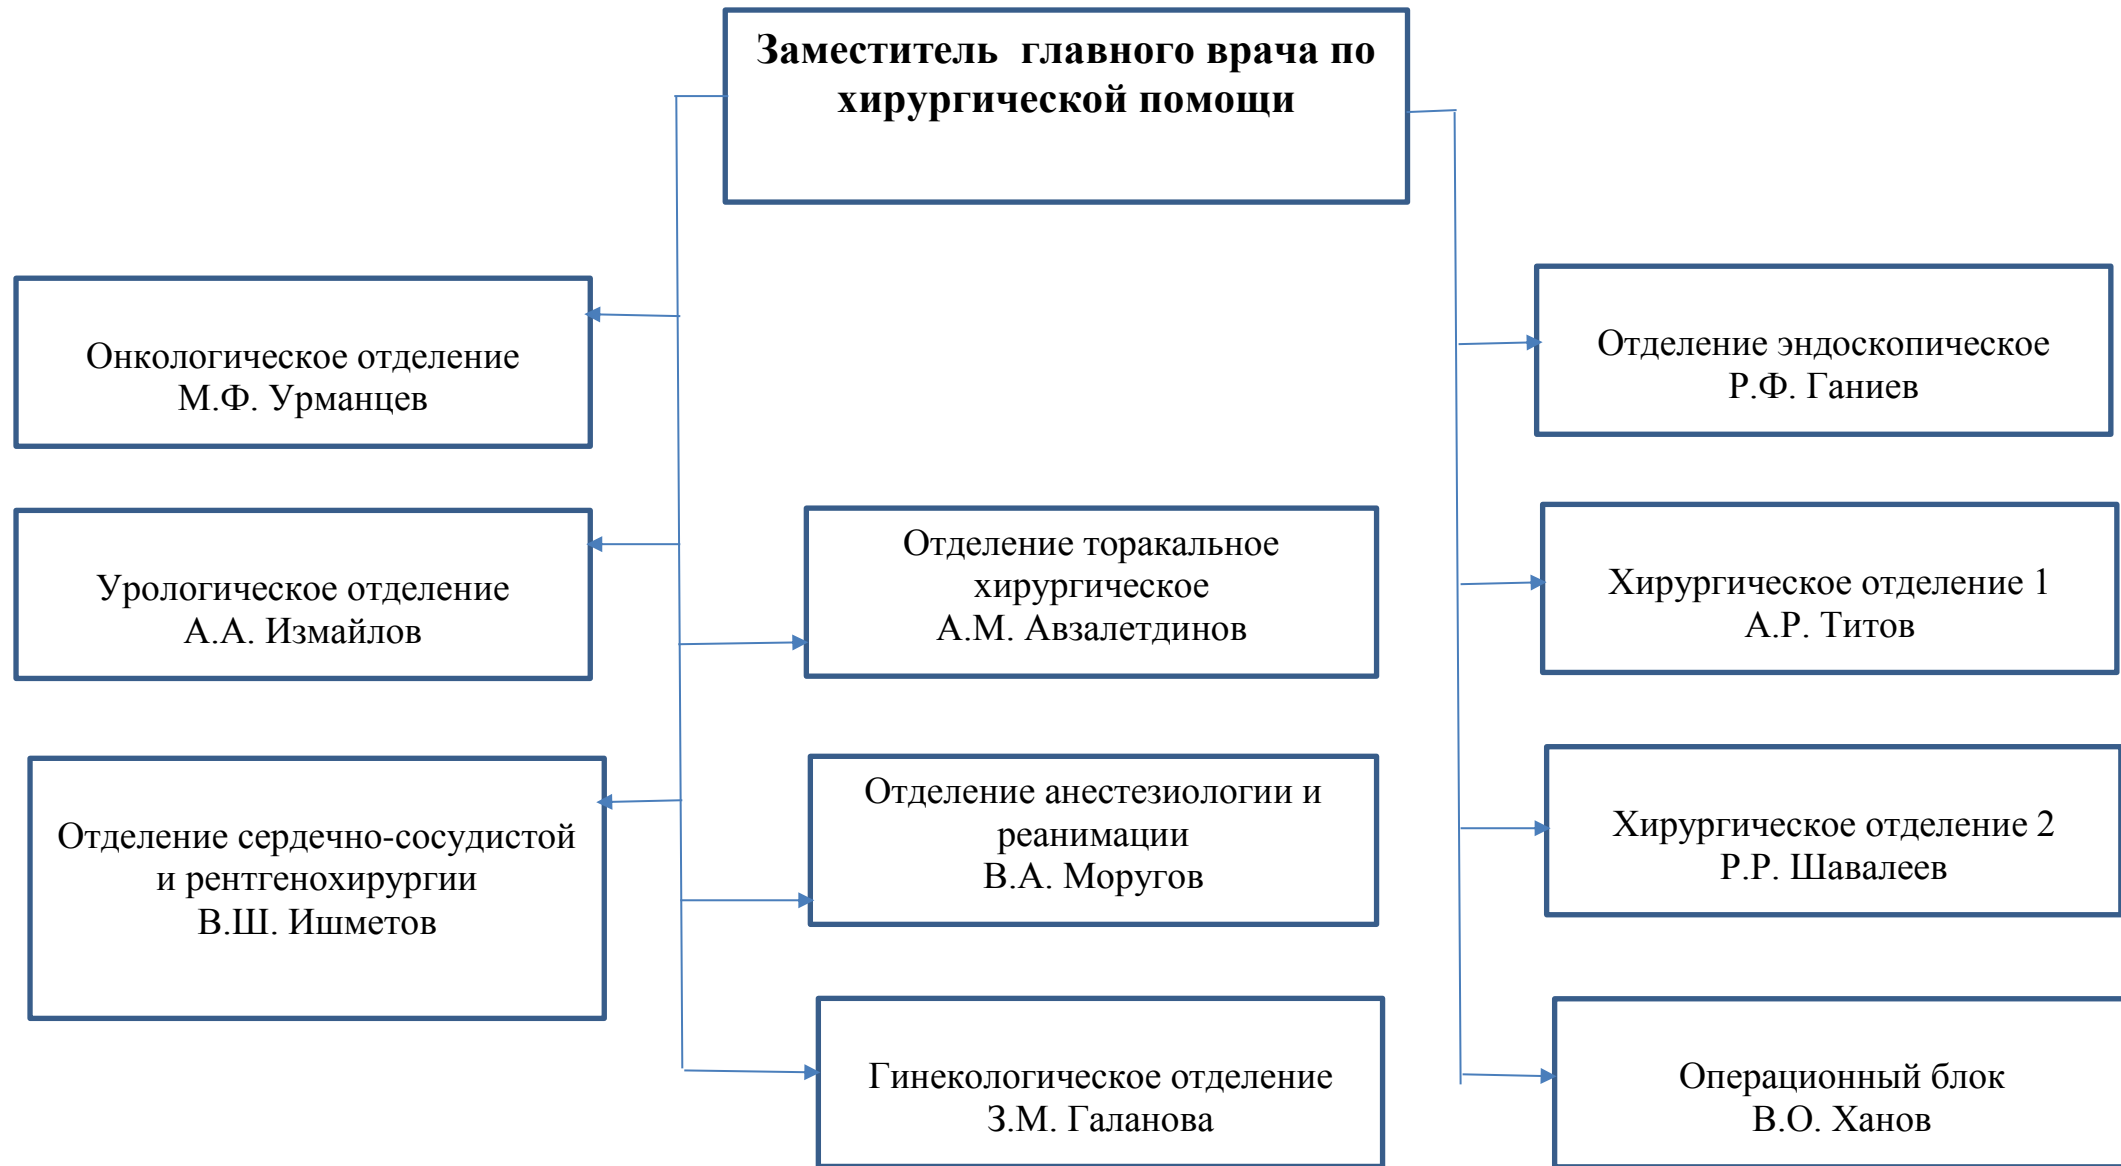 Заместитель главного врача по
хирургической помощи
Онкологическое отделение
М.Ф. Урманцев
Отделение эндоскопическое
Р.Ф. Ганиев
Урологическое отделение
А.А. Измайлов
Отделение торакальное
хирургическое
А.М. Авзалетдинов
Хирургическое отделение 1
А.Р. Титов
Отделение сердечно-сосудистой
и рентгенохирургии
В.Ш. Ишметов
Отделение анестезиологии и
реанимации
В.А. Моругов
Хирургическое отделение 2
Р.Р. Шавалеев
Гинекологическое отделение
З.М. Галанова
Операционный блок
В.О. Ханов